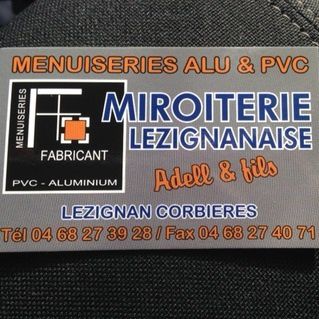 MENUISERIES ALU & PVC
MENUISERIES
FABRICANT
PVC - ALUMINIUM
MIROITERIE
LEZIGNANAISE
Adell & fils
LEZIGNAN CORBIERES
Tél 04 68 27 39 28 / Fax 04 68 27 40 71